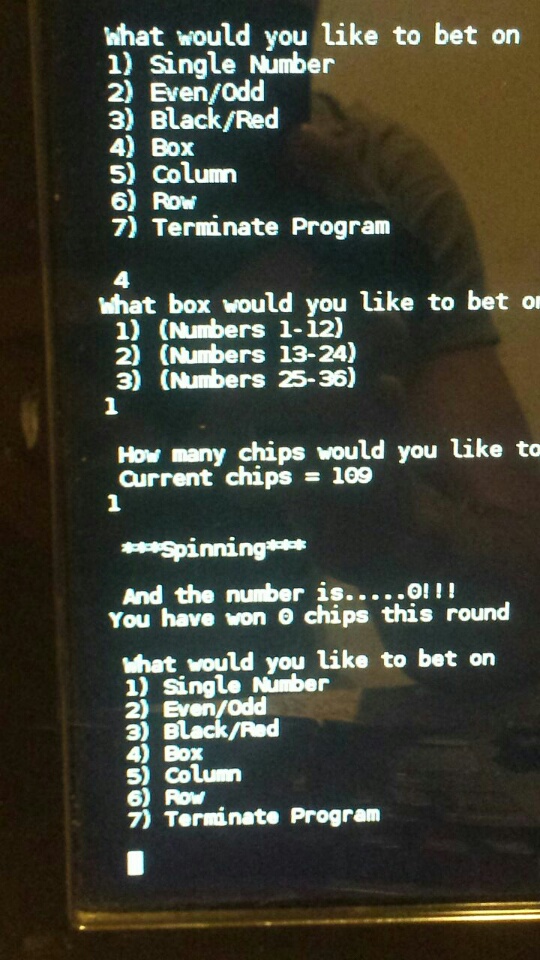 What would you like to bet on
1) Single Number
2) Even/Odd
3) Black/Red
4) Box
5) Column
6) Row
7) Terminate Program
4
What box would you like to bet on
1) (Numbers 1-12)
2) (Numbers 13-24)
3) (Numbers 25-36)
1
How many chips would you like to
Current chips = 109
1
***Spinning***
And the number is.....0!!!
You have won 0 chips this round
What would you like to bet on
1) Single Number
2) Even/Odd
3) Black/Red
4) Box
5) Column
6) Row
7) Terminate Program